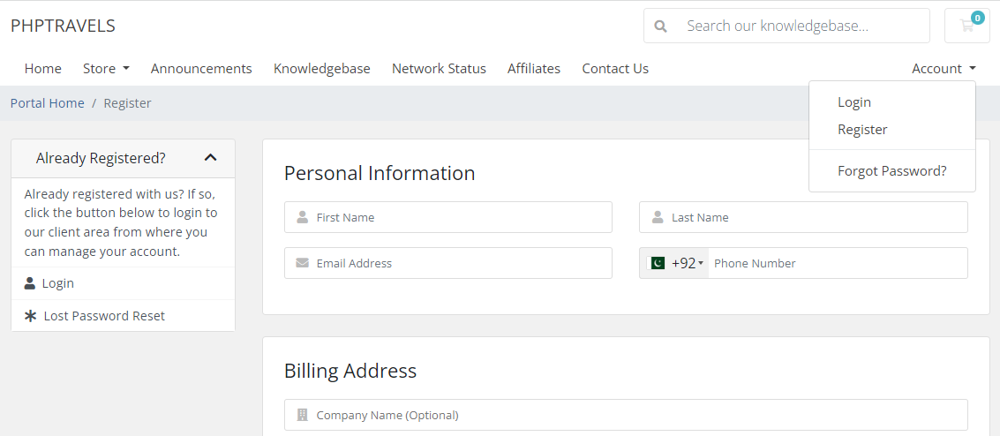 PHPTRAVELS
Search our knowledgebase...
0
Home Store Announcements Knowledgebase Network Status Affiliates Contact Us Account
Portal Home / Register
Login
Register
Forgot Password?
Already Registered?
Already registered with us? If so,
click the button below to login to
our client area from where you
can manage your account.
Login
Lost Password Reset
Personal Information
First Name
Last Name
Email Address
+92 Phone Number
Billing Address
Company Name (Optional)